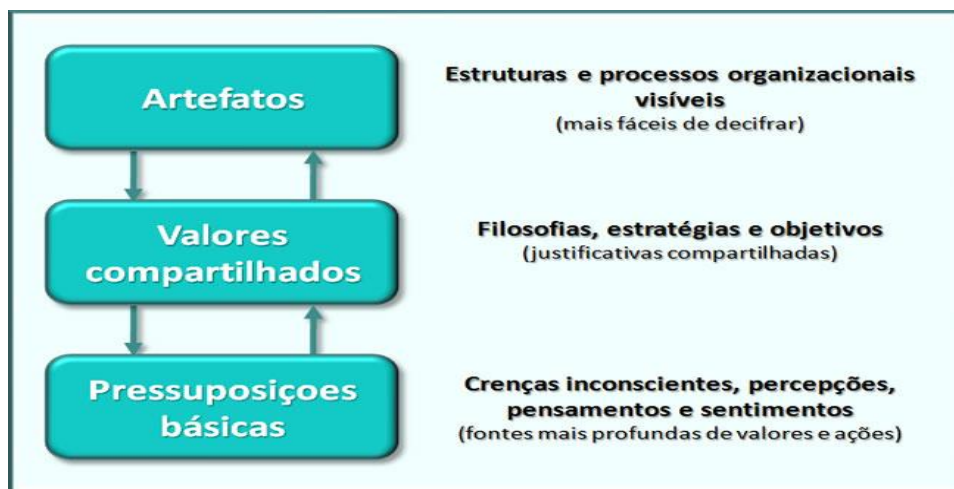 Artefatos
Estruturas e processos organizacionais
visíveis
(mais fáceis de decifrar)
Valores
compartilhados
Filosofias, estratégias e objetivos
(justificativas compartilhadas)
Pressuposiçoes
básicas
Crenças inconscientes, percepções,
pensamentos e sentimentos
(fontes mais profundas de valores e ações)